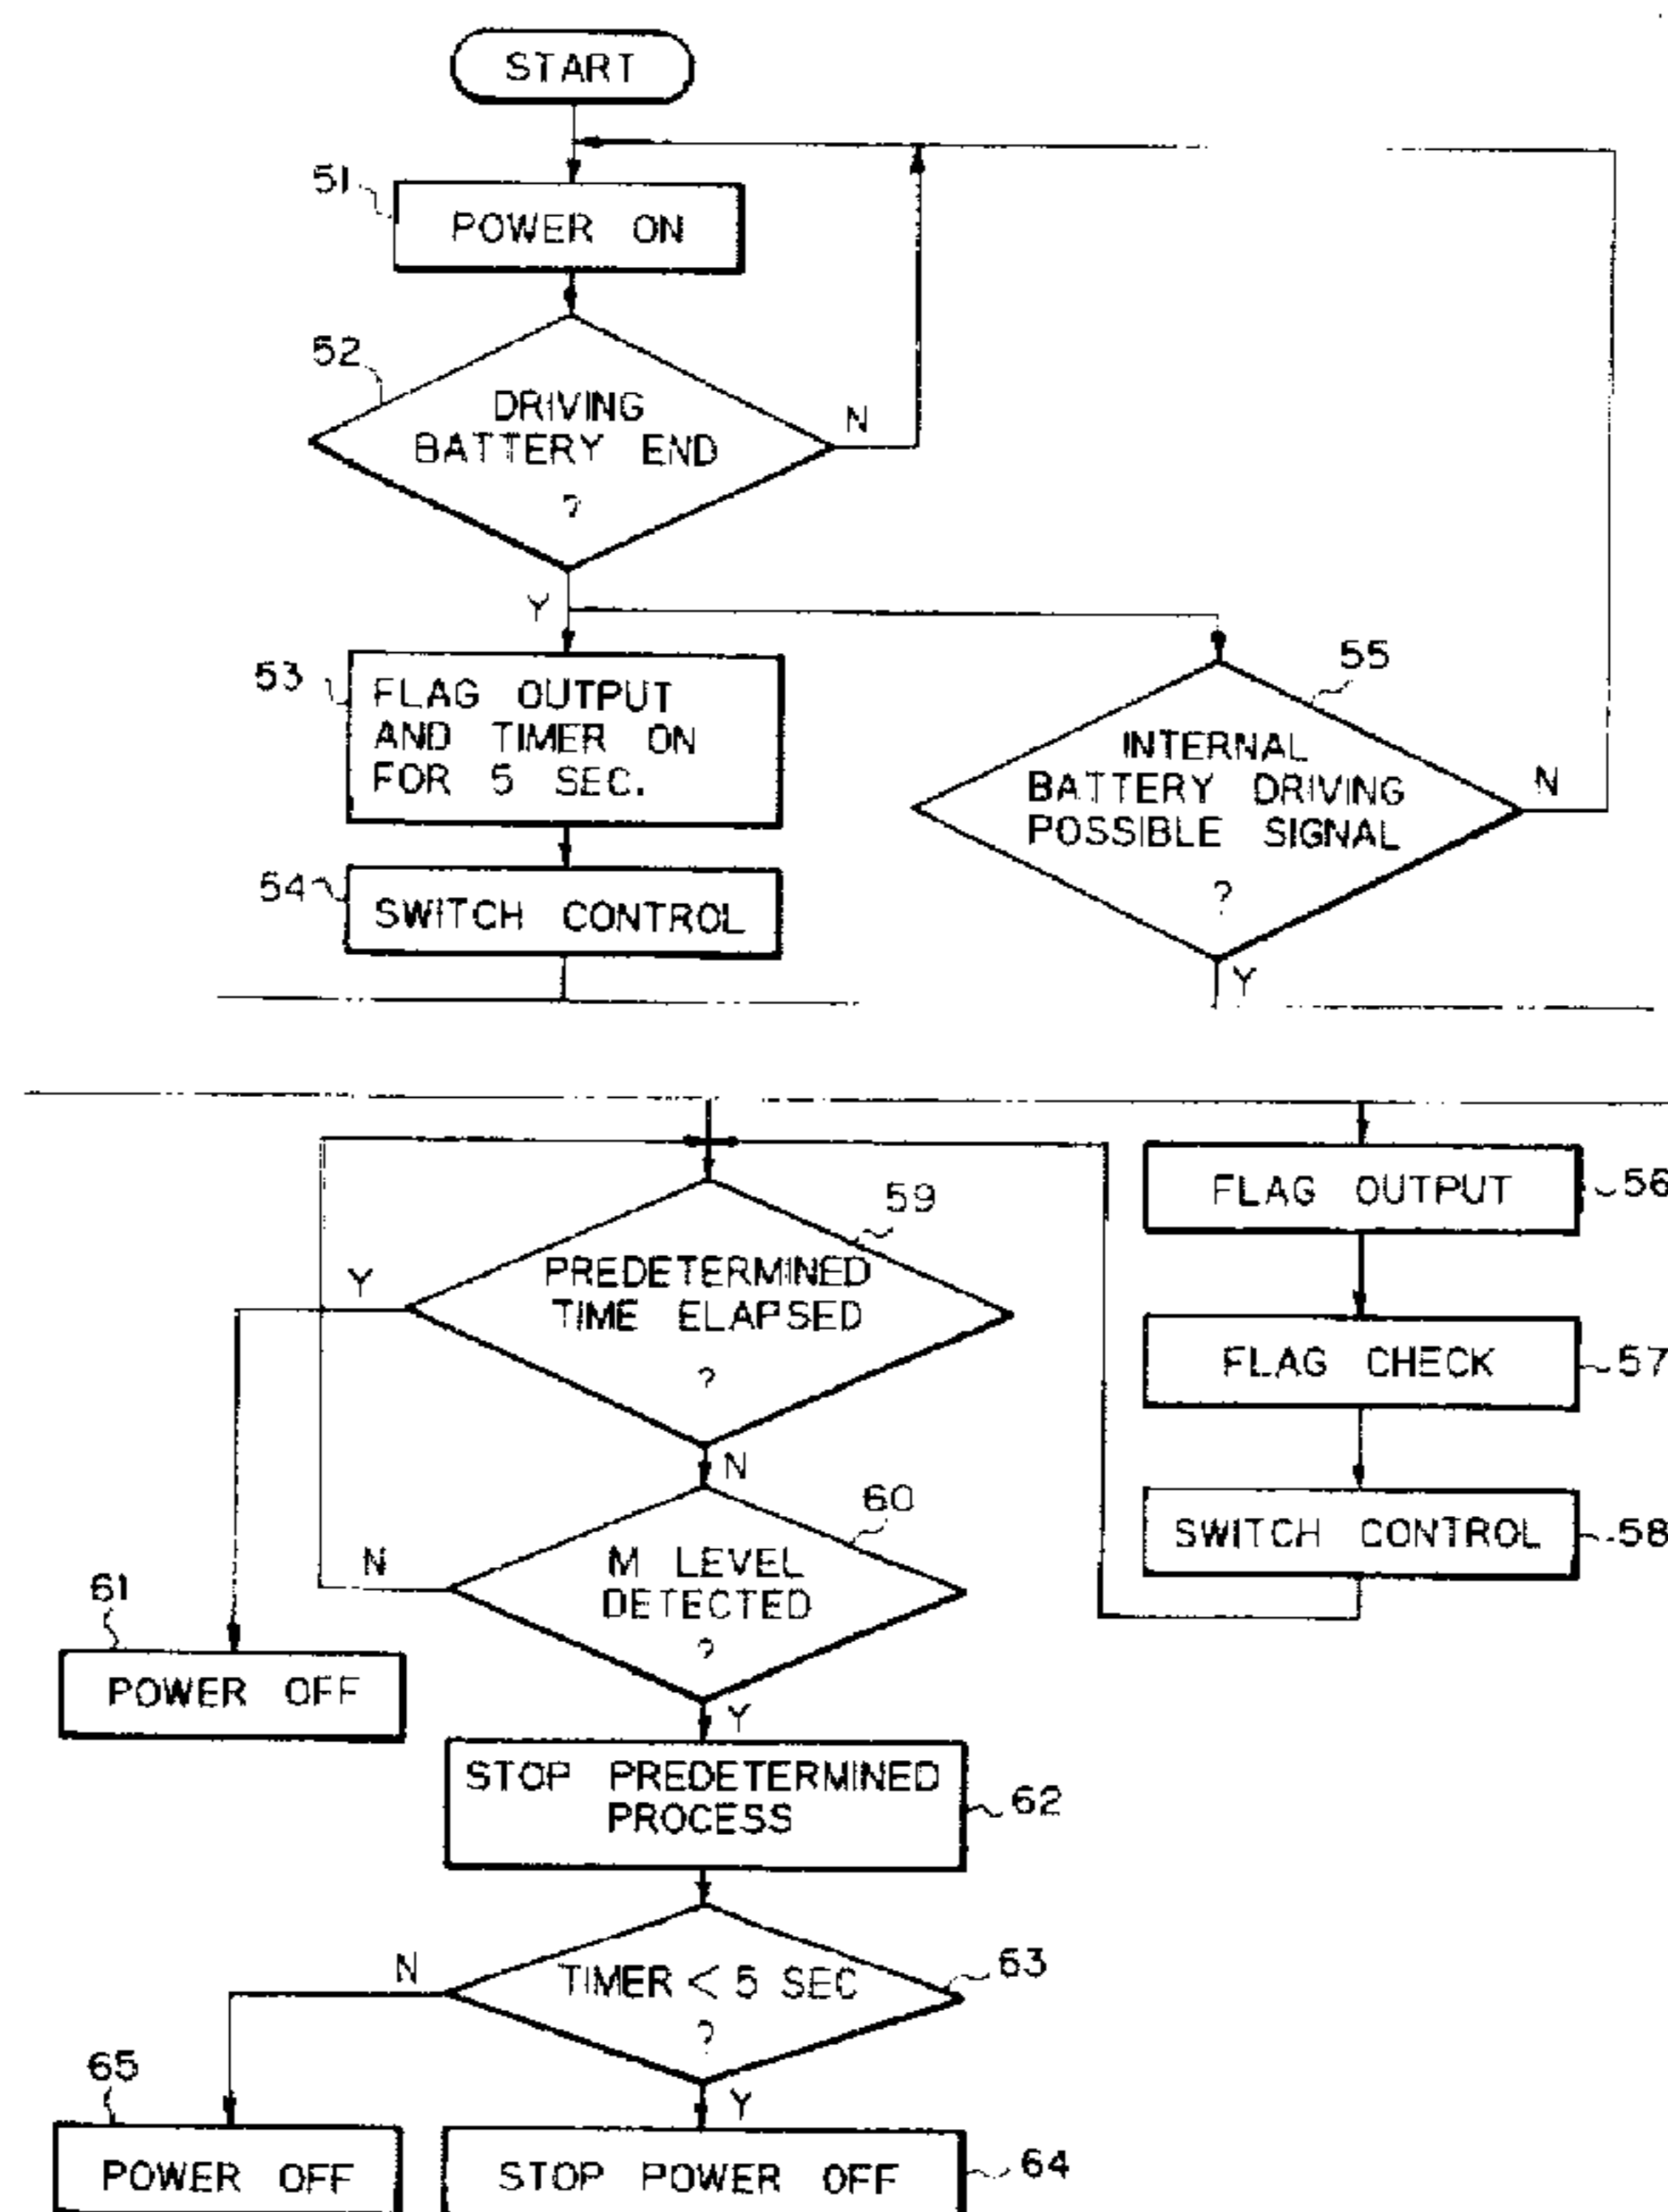 START
51
POWER ON
52
DRIVING
BATTERY END
?
N
Y
53
FLAG OUTPUT
AND TIMER ON
FOR 5 SEC.
54
SWITCH CONTROL
55
INTERNAL
BATTERY DRIVING
POSSIBLE SIGNAL
?
N
Y
59
PREDETERMINED
TIME ELAPSED
?
Y
N
FLAG OUTPUT
56
FLAG CHECK
57
SWITCH CONTROL
58
60
M LEVEL
DETECTED
?
N
Y
61
POWER OFF
STOP PREDETERMINED
PROCESS
62
TIMER < 5 SEC
?
63
N
Y
65
POWER OFF
STOP POWER OFF
64